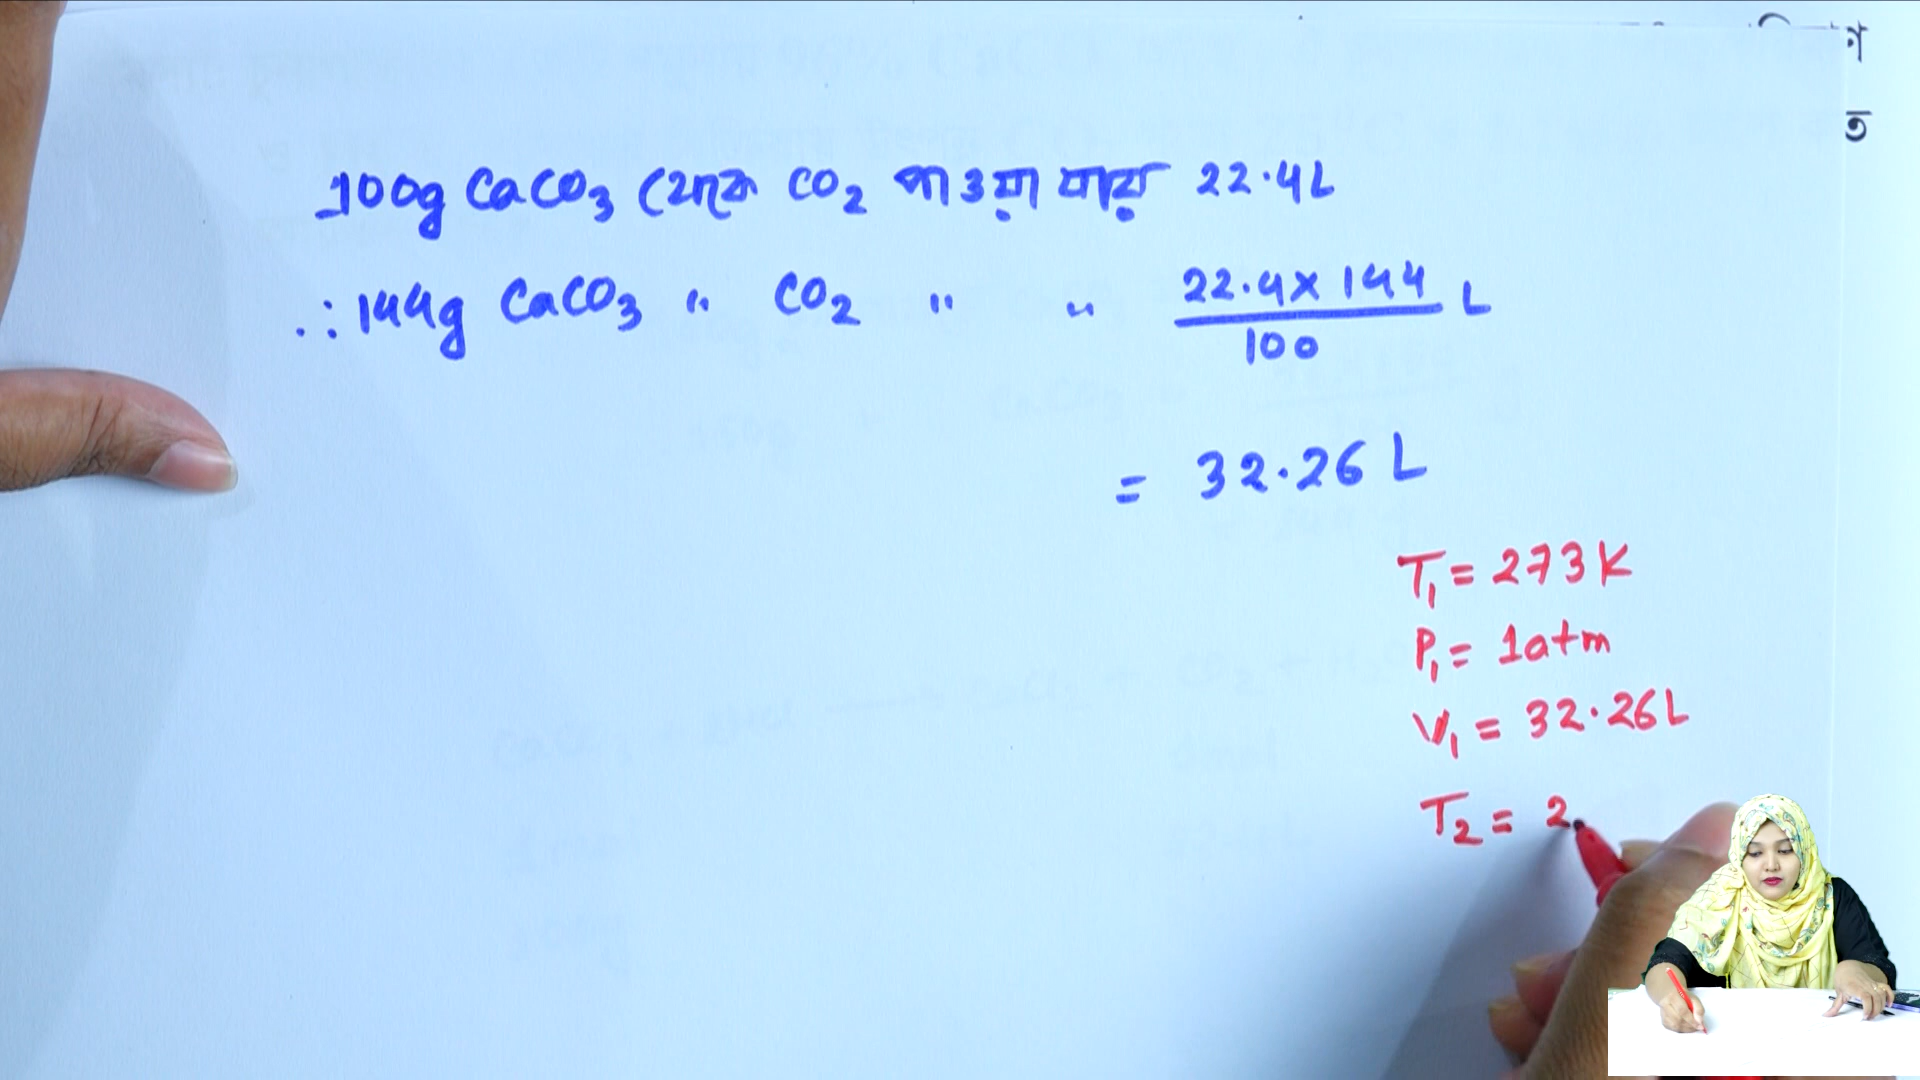 100g CaCO3 থেকে CO2 পাওয়া যায় 22.4L
∴ 144g CaCO3 " CO2 " " 22.4 × 144 / 100 L
= 32.26 L
T1 = 273 K
P1 = 1atm
V1 = 32.26L
T2 = 2